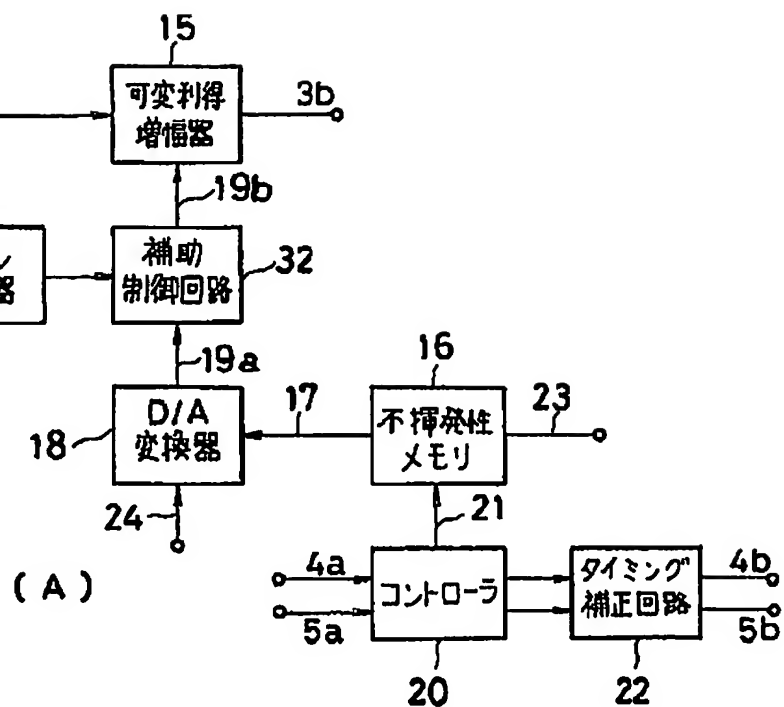 15
可変利得
増幅器
3b
19b
補助
制御回路
32
器
19a
16
D/A
変換器
18
17
不揮発性
メモリ
23
24
21
(A)
4a
5a
コントローラ
タイミング
補正回路
4b
5b
20
22